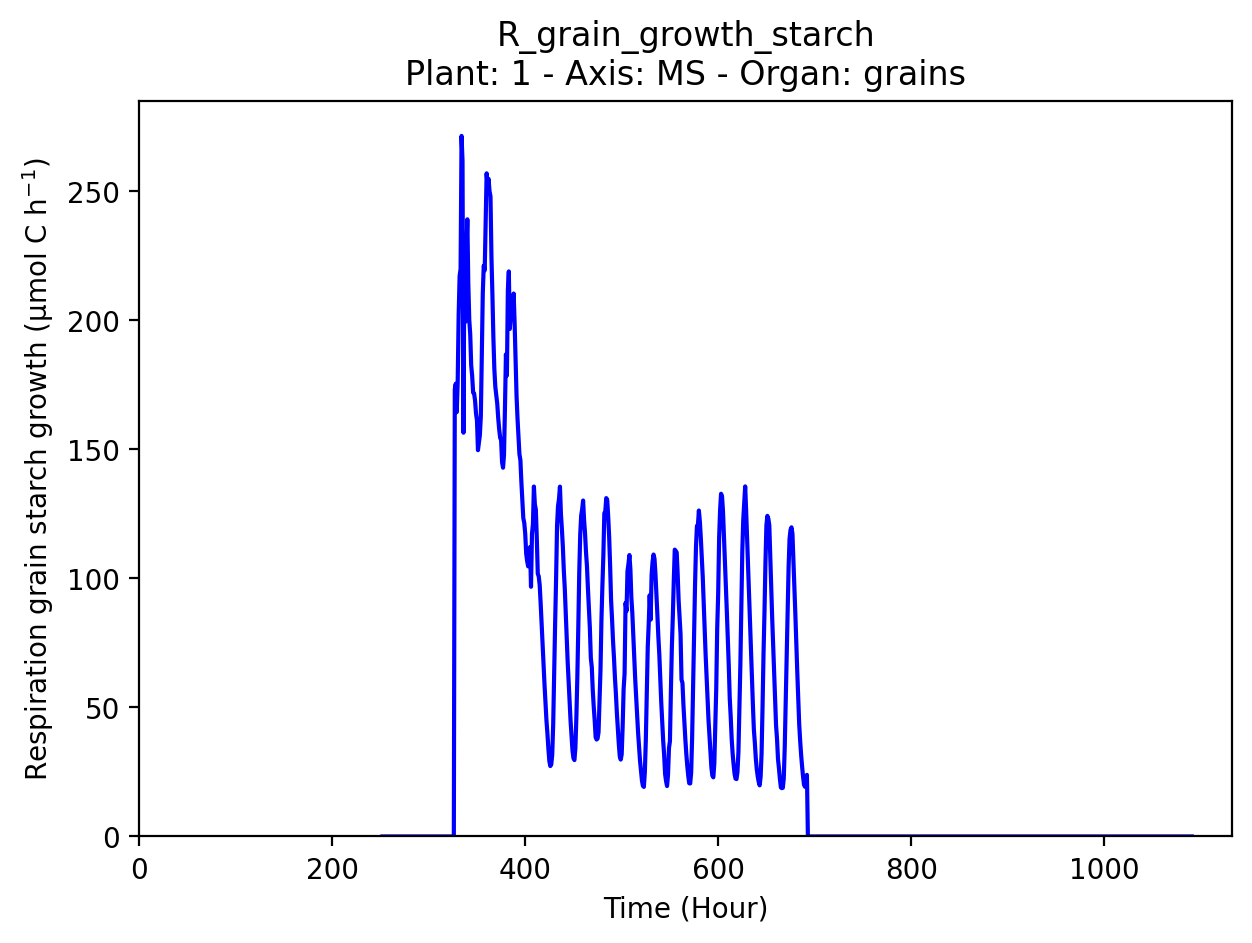 R_grain_growth_starch
Plant: 1 - Axis: MS - Organ: grains
Respiration grain starch growth (µmol C h⁻¹)
250
200
150
100
50
0
0 200 400 600 800 1000
Time (Hour)